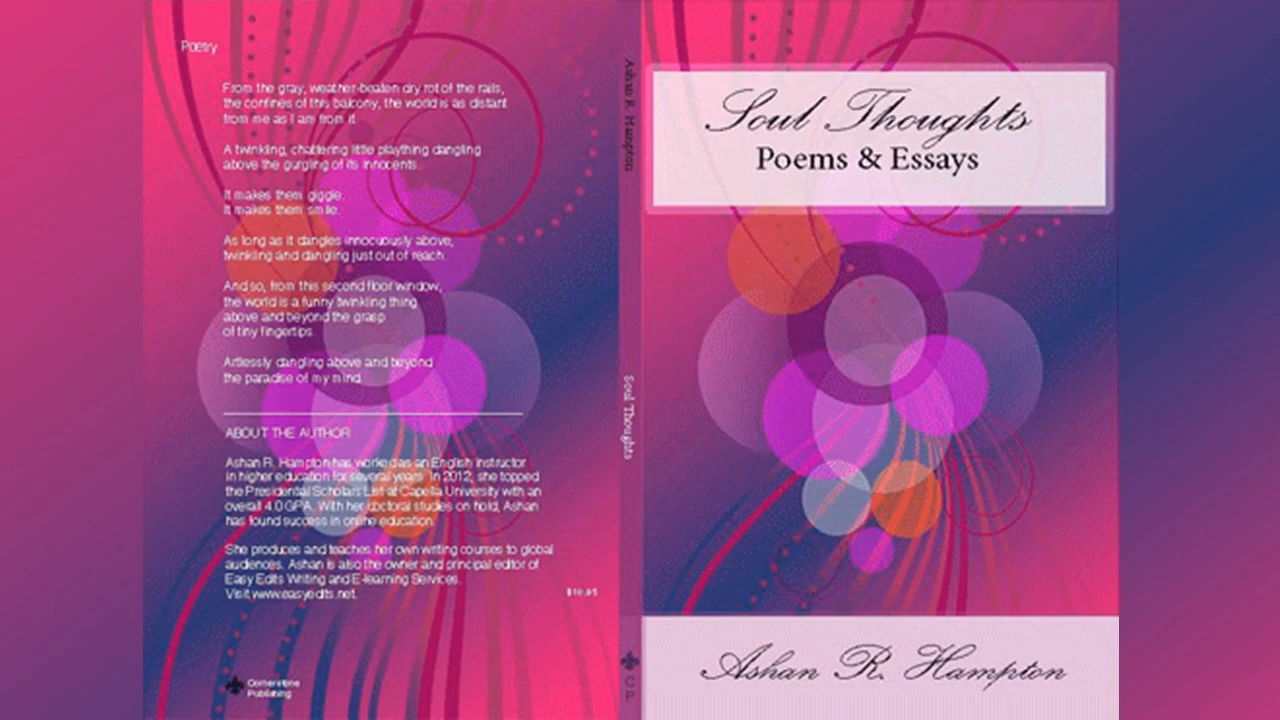 Poetry
From the gray, weather-beaten dry rot of the rails,
the confines of this balcony, the world is as distant
from me as I am from it.
A twinkling, chattering little plaything dangling
above the gurgling of its innocents.
It makes them giggle.
It makes them smile.
As long as it dangles innocuously above,
twinkling and dangling just out of reach.
And so, from this second floor window,
the world is a funny twinkling thing
above and beyond the grasp
of tiny fingertips.
Artlessly dangling above and beyond
the paradise of my mind.
ABOUT THE AUTHOR
Ashan R. Hampton has worked as an English instructor
in higher education for several years. In 2012, she topped
the Presidential Scholars List at Capella University with an
overall 4.0 GPA. With her doctoral studies on hold, Ashan
has found success in online education.
She produces and teaches her own writing courses to global
audiences. Ashan is also the owner and principal editor of
Easy Edits Writing and E-learning Services.
Visit www.easyedits.net.
Cornerstone
Publishing
Ashan R. Hampton
Soul Thoughts
C P
Soul Thoughts
Poems & Essays
Ashan R. Hampton